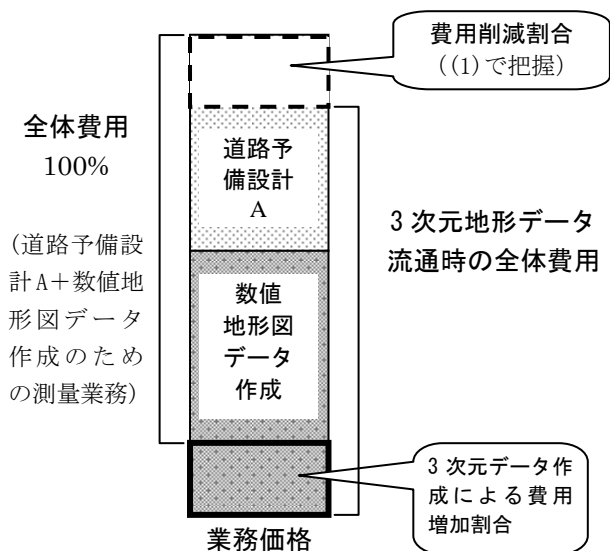 費用削減割合
((1)で把握)
全体費用
100%
(道路予備設
計A+数値地
形図データ
作成のため
の測量業務)
道路予
備設計
A
数値
地形図
データ
作成
3次元地形データ
流通時の全体費用
3次元データ作
成による費用
増加割合
業務価格